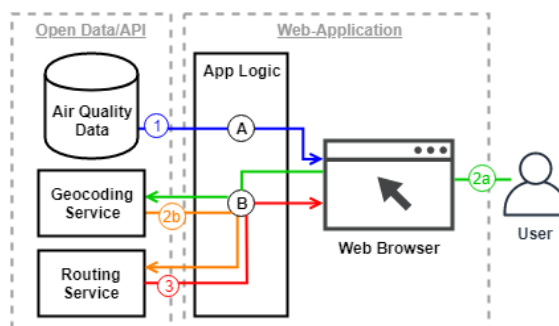 Open Data/API
Web-Application
App Logic
Air Quality
Data
1
A
Geocoding
Service
2b
B
2a
Web Browser
User
Routing
Service
3